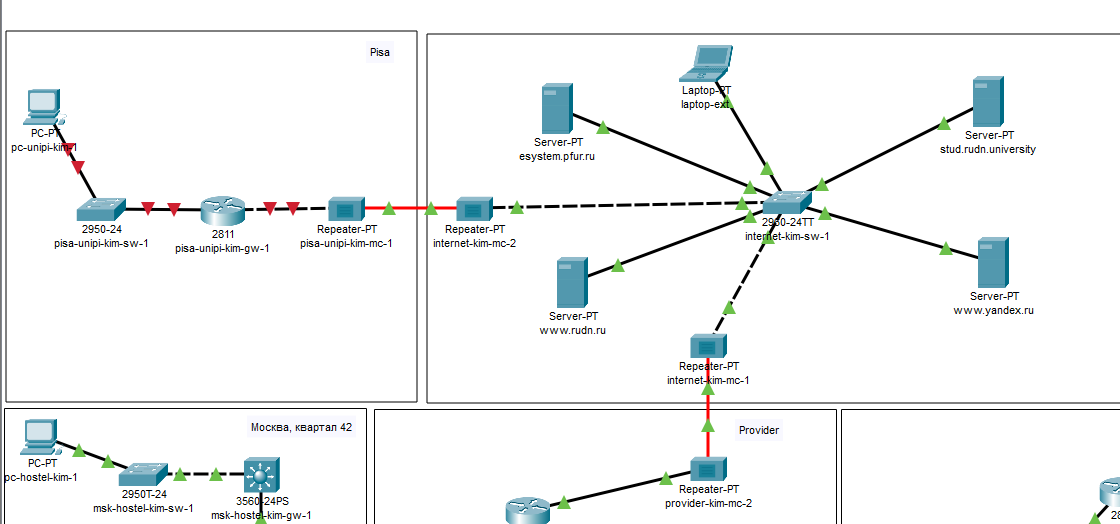 Pisa
PC-PT
pc-unipi-kim-1
2950-24
pisa-unipi-kim-sw-1
2811
pisa-unipi-kim-gw-1
Repeater-PT
pisa-unipi-kim-mc-1
Repeater-PT
internet-kim-mc-2
Laptop-PT
laptop-ext
Server-PT
esystem.pfur.ru
Server-PT
stud.rudn.university
2960-24TT
internet-kim-sw-1
Server-PT
www.rudn.ru
Server-PT
www.yandex.ru
Repeater-PT
internet-kim-mc-1
Москва, квартал 42
PC-PT
pc-hostel-kim-1
2950T-24
msk-hostel-kim-sw-1
3560-24PS
msk-hostel-kim-gw-1
Provider
Repeater-PT
provider-kim-mc-2